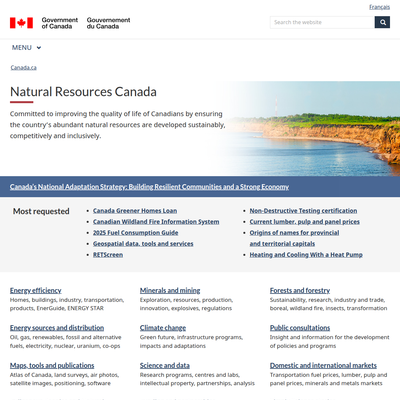 Français
Government of Canada
Gouvernement du Canada
Search the website
MENU
Canada.ca
Natural Resources Canada
Committed to improving the quality of life of Canadians by ensuring
the country's abundant natural resources are developed sustainably,
competitively and inclusively.
Canada's National Adaptation Strategy: Building Resilient Communities and a Strong Economy
Most requested
Canada Greener Homes Loan
Canadian Wildland Fire Information System
2025 Fuel Consumption Guide
Geospatial data, tools and services
RETScreen
Non-Destructive Testing certification
Current lumber, pulp and panel prices
Origins of names for provincial
and territorial capitals
Heating and Cooling With a Heat Pump
Energy efficiency
Homes, buildings, industry, transportation,
products, EnerGuide, ENERGY STAR
Minerals and mining
Exploration, resources, production,
innovation, explosives, regulations
Forests and forestry
Sustainability, research, industry and trade,
boreal, wildland fire, insects, transformation
Energy sources and distribution
Oil, gas, renewables, fossil and alternative
fuels, electricity, nuclear, uranium, co-ops
Climate change
Green future, infrastructure programs,
impacts and adaptations
Public consultations
Insight and information for the development
of policies and programs
Maps, tools and publications
Atlas of Canada, land surveys, air photos,
satellite images, positioning, software
Science and data
Research programs, centres and labs,
intellectual property, partnerships, analysis
Domestic and international markets
Transportation fuel prices, lumber, pulp and
panel prices, minerals and metals markets